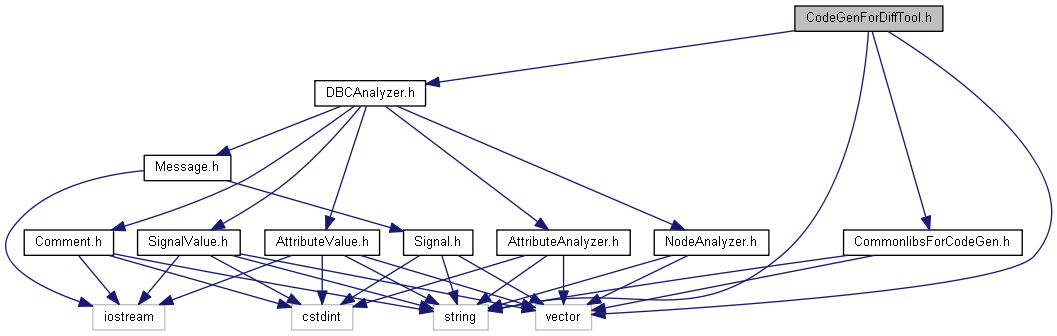 CodeGenForDiffTool.h
DBCAnalyzer.h
Message.h
Comment.h
SignalValue.h
AttributeValue.h
Signal.h
AttributeAnalyzer.h
NodeAnalyzer.h
CommonlibsForCodeGen.h
iostream
cstdint
string
vector